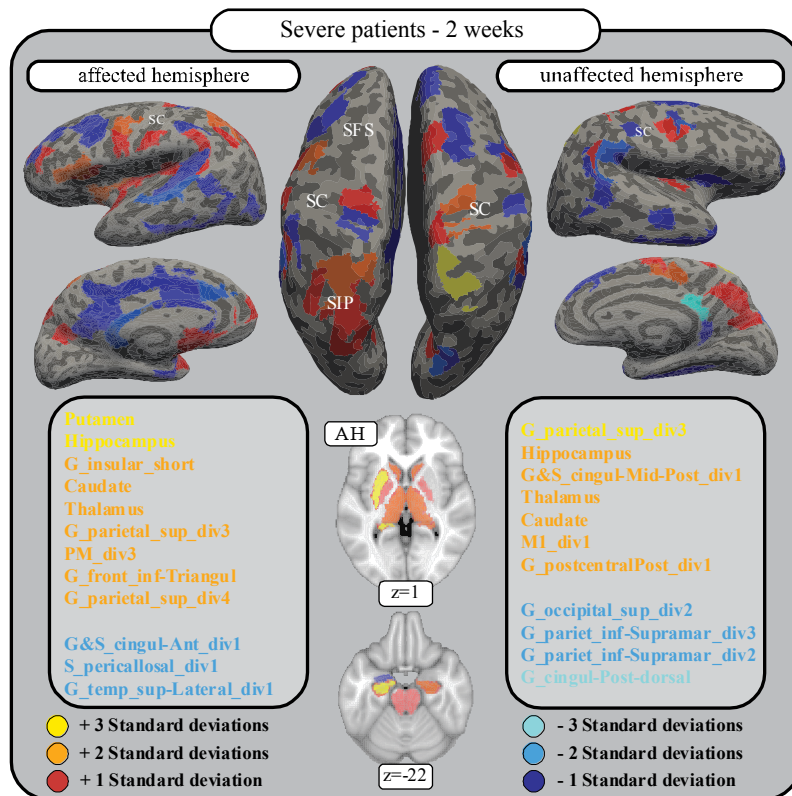 Severe patients - 2 weeks
affected hemisphere
unaffected hemisphere
SC
SFS
SC
SC
SIP
SC
Putamen
Hippocampus
G_insular_short
Caudate
Thalamus
G_parietal_sup_div3
PM_div3
G_front_inf-Triangul
G_parietal_sup_div4
G&S_cingul-Ant_div1
S_pericallosal_div1
G_temp_sup-Lateral_div1
AH
z=1
z=-22
G_parietal_sup_div3
Hippocampus
G&S_cingul-Mid-Post_div1
Thalamus
Caudate
M1_div1
G_postcentralPost_div1
G_occipital_sup_div2
G_pariet_inf-Supramar_div3
G_pariet_inf-Supramar_div2
G_cingul-Post-dorsal
+ 3 Standard deviations
+ 2 Standard deviations
+ 1 Standard deviation
- 3 Standard deviations
- 2 Standard deviations
- 1 Standard deviation